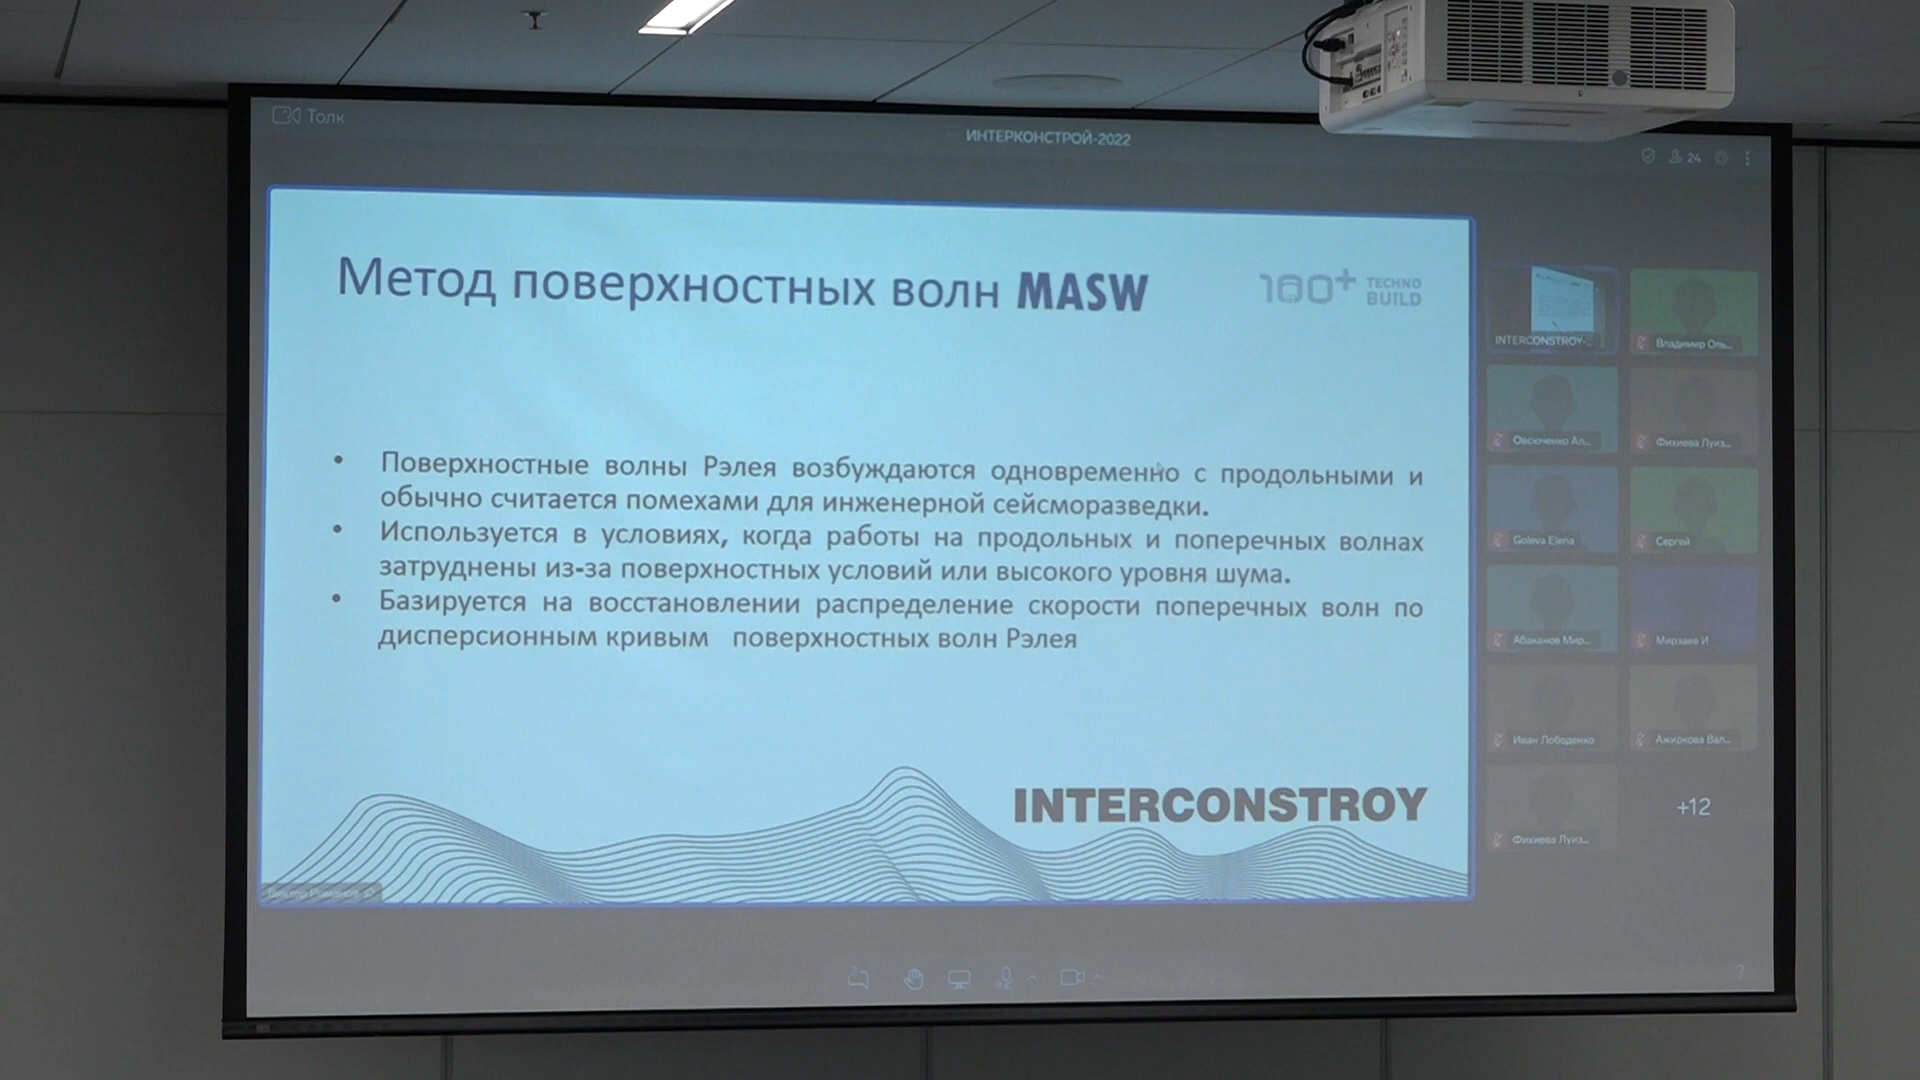 Толк
ИНТЕРКОНСТРОЙ-2022
24
Метод поверхностных волн MASW
100+ TECHNO
BUILD
• Поверхностные волны Рэлея возбуждаются одновременно с продольными и
обычно считается помехами для инженерной сейсморазведки.
• Используется в условиях, когда работы на продольных и поперечных волнах
затруднены из-за поверхностных условий или высокого уровня шума.
• Базируется на восстановлении распределение скорости поперечных волн по
дисперсионным кривым поверхностных волн Рэлея
INTERCONSTROY
INTERCONSTROY-...
Владимир Оль...
Овсюченко Ал...
Фихиева Луиз...
Goleva Elena
Сергей
Абаканов Мир...
Мирзаев И
Иван Лободенко
Ажиркова Вал...
Фихиева Луиз...
+12